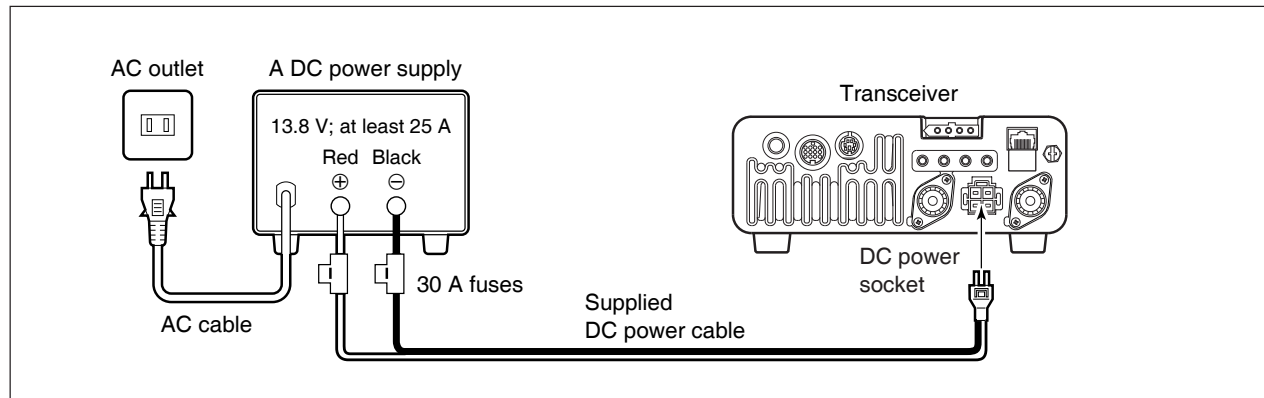 AC outlet
A DC power supply
13.8 V; at least 25 A
Red Black
⊕ ⊖
30 A fuses
AC cable
Supplied
DC power cable
Transceiver
DC power
socket